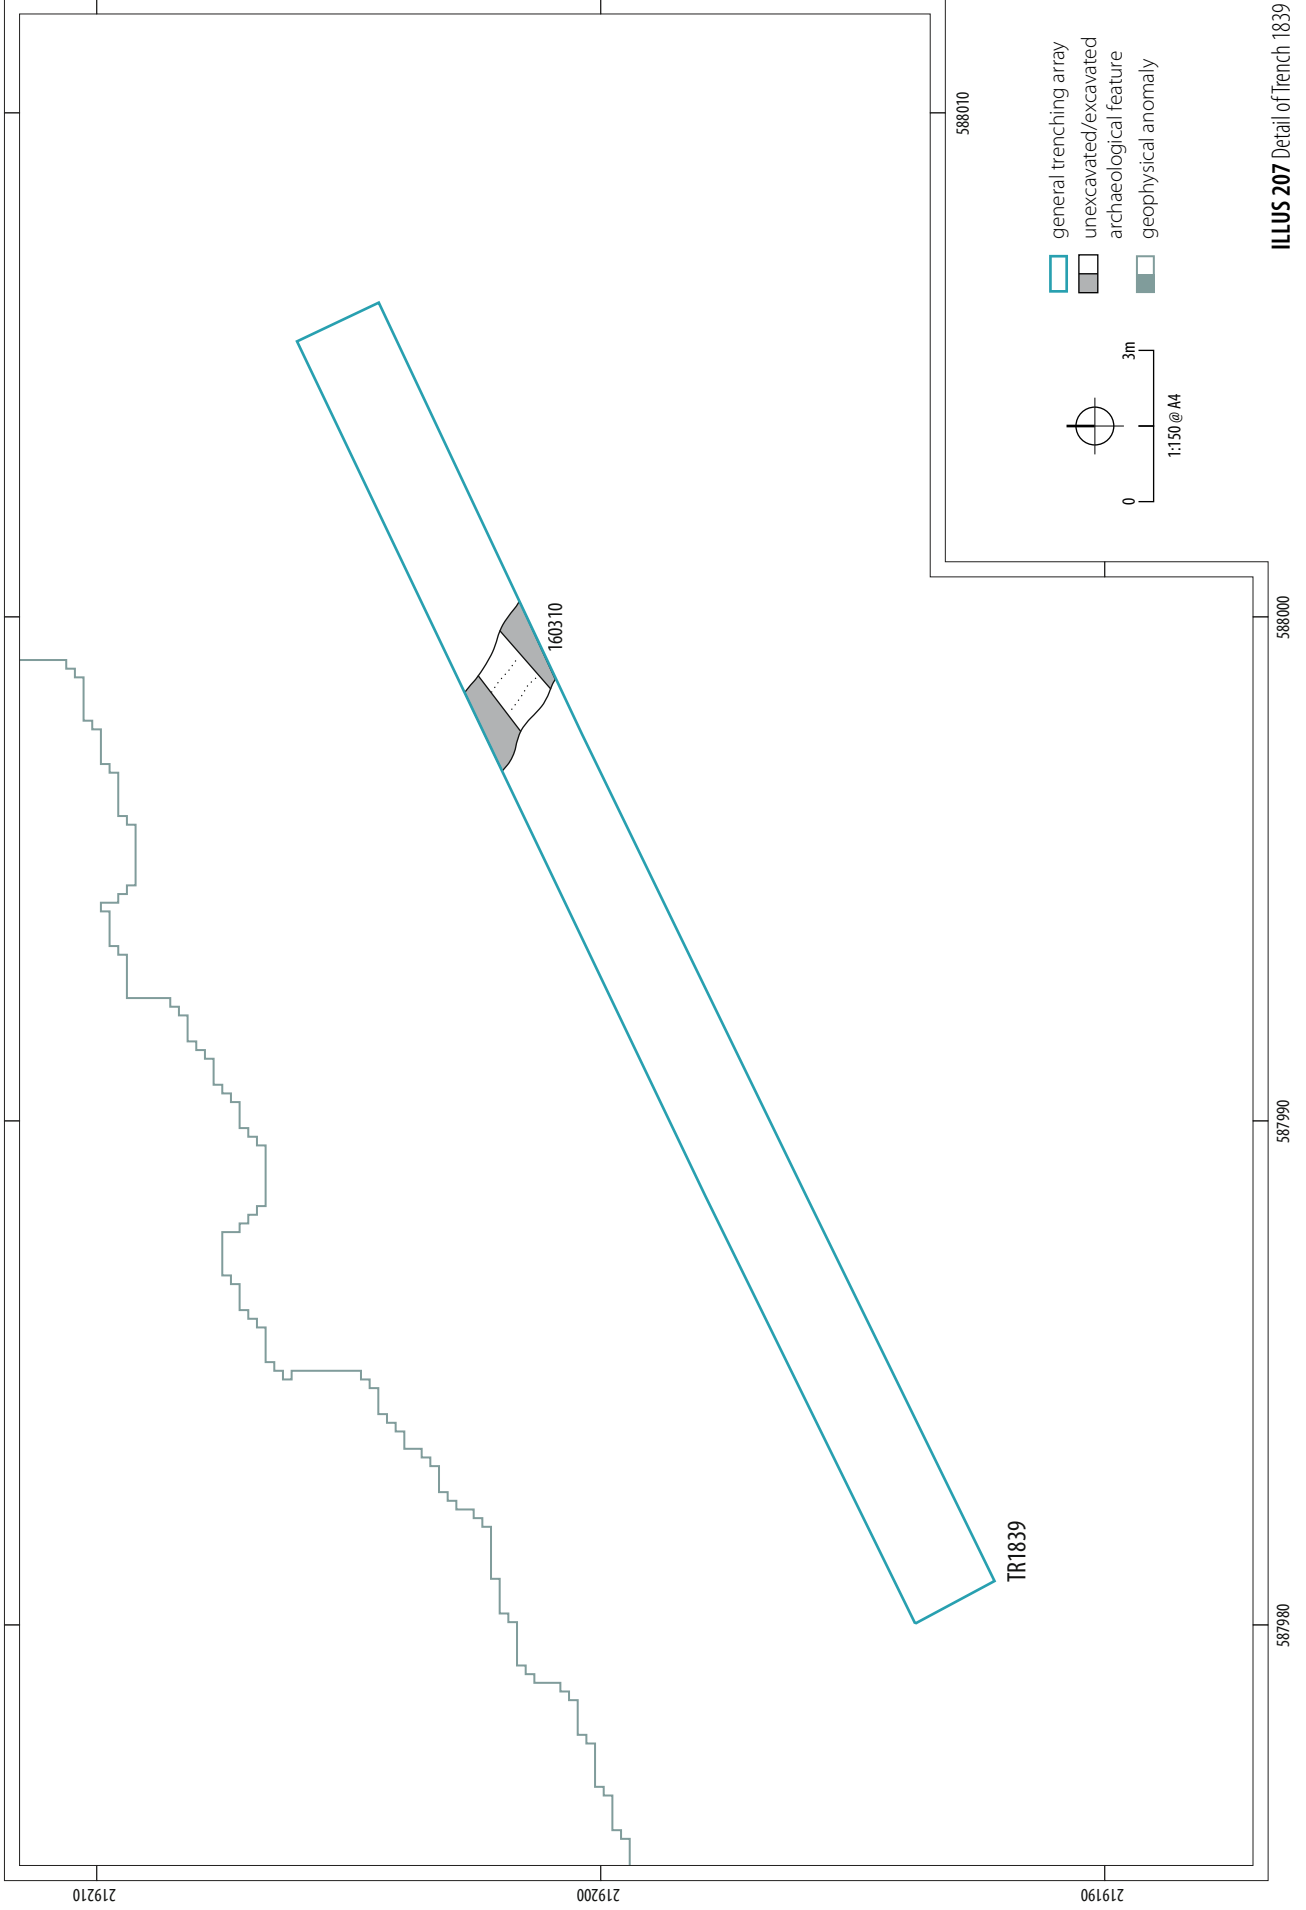 219210
219200
219190
587980
587990
588000
588010
TR1839
160310
general trenching array
unexcavated/excavated
archaeological feature
geophysical anomaly
0
3m
1:150 @ A4
ILLUS 207 Detail of Trench 1839